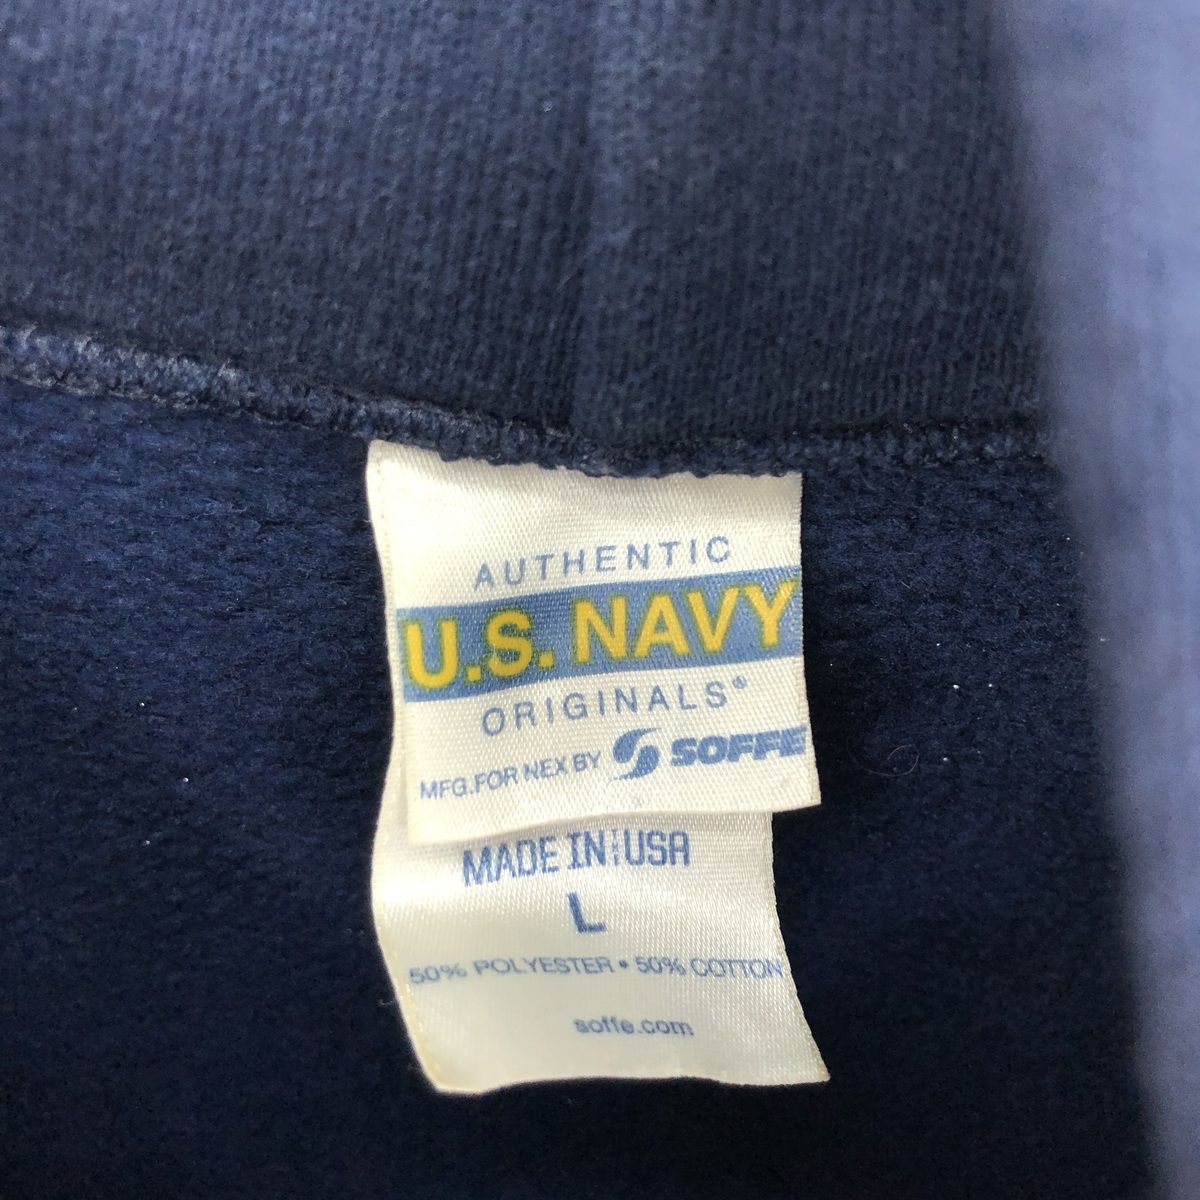 AUTHENTIC
U.S. NAVY
ORIGINALS®
MFG. FOR NEX BY SOFFE
MADE IN USA
L
50% POLYESTER • 50% COTTON
soffe.com